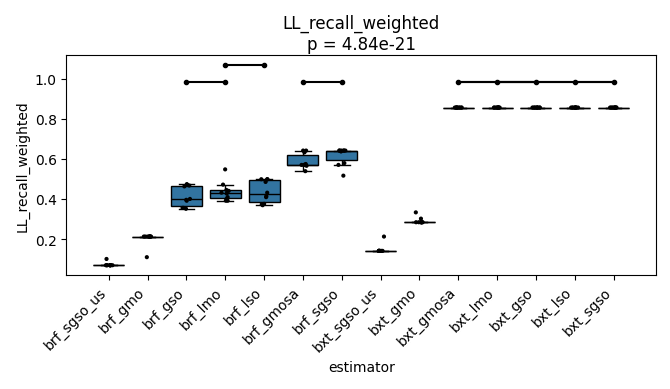 LL_recall_weighted
p = 4.84e-21
LL_recall_weighted
1.0
0.8
0.6
0.4
0.2
brf_sgso_us
brf_gmo
brf_gso
brf_lmo
brf_lso
brf_gmosa
brf_sgso
bxt_sgso_us
bxt_gmo
bxt_gmosa
bxt_lmo
bxt_gso
bxt_lso
bxt_sgso
estimator